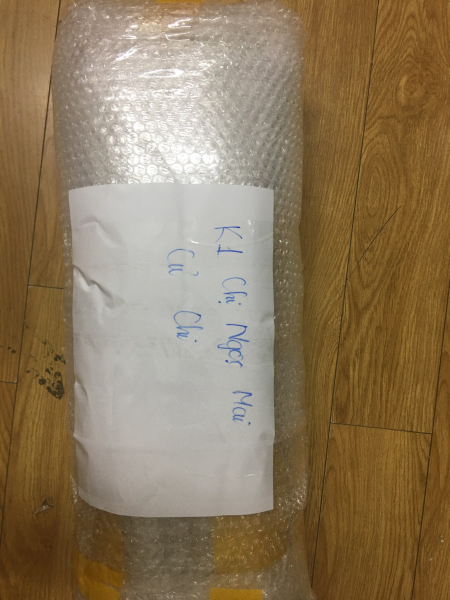 K1 Chị Ngọc Mai
Củ Chi